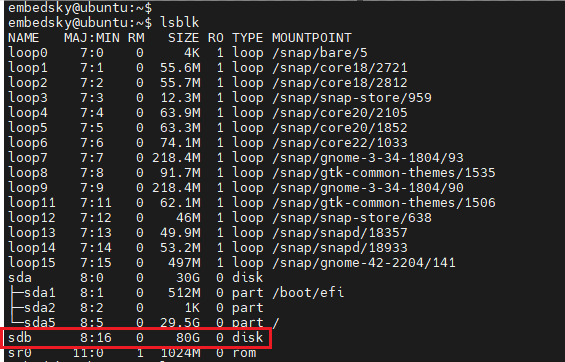 embedsky@ubuntu:~$
embedsky@ubuntu:~$ lsblk
NAME   MAJ:MIN RM   SIZE RO TYPE MOUNTPOINT
loop0    7:0    0     4K  1 loop /snap/bare/5
loop1    7:1    0  55.6M  1 loop /snap/core18/2721
loop2    7:2    0  55.7M  1 loop /snap/core18/2812
loop3    7:3    0  12.3M  1 loop /snap/snap-store/959
loop4    7:4    0  63.9M  1 loop /snap/core20/2105
loop5    7:5    0  63.3M  1 loop /snap/core20/1852
loop6    7:6    0  74.1M  1 loop /snap/core22/1033
loop7    7:7    0 218.4M  1 loop /snap/gnome-3-34-1804/93
loop8    7:8    0  91.7M  1 loop /snap/gtk-common-themes/1535
loop9    7:9    0 218.4M  1 loop /snap/gnome-3-34-1804/90
loop11   7:11   0  62.1M  1 loop /snap/gtk-common-themes/1506
loop12   7:12   0    46M  1 loop /snap/snap-store/638
loop13   7:13   0  49.9M  1 loop /snap/snapd/18357
loop14   7:14   0  53.2M  1 loop /snap/snapd/18933
loop15   7:15   0   497M  1 loop /snap/gnome-42-2204/141
sda      8:0    0    30G  0 disk
├─sda1   8:1    0   512M  0 part /boot/efi
├─sda2   8:2    0     1K  0 part
└─sda5   8:5    0  29.5G  0 part /
sdb      8:16   0    80G  0 disk
sr0     11:0    1  1024M  0 rom